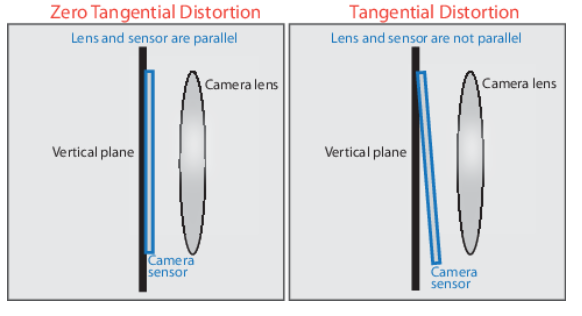 Zero Tangential Distortion
Lens and sensor are parallel
Camera lens
Vertical plane
Camera
sensor
Tangential Distortion
Lens and sensor are not parallel
Camera lens
Vertical plane
Camera
sensor